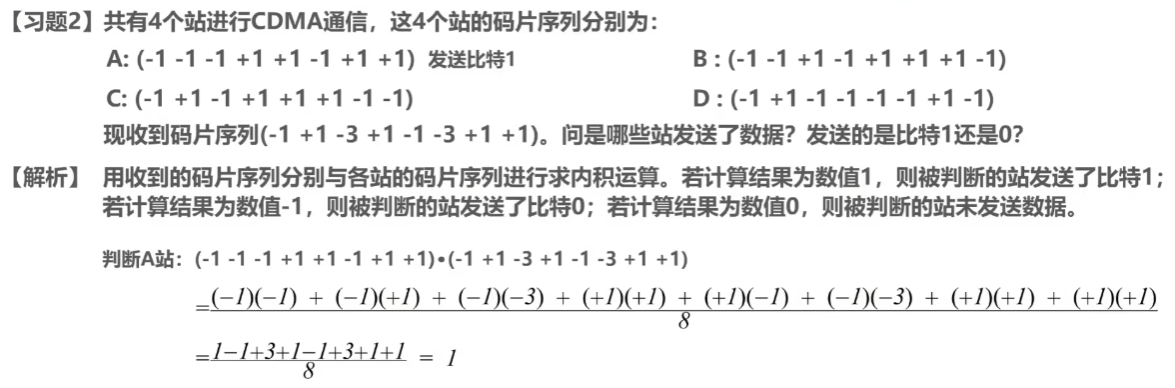 【习题2】共有4个站进行CDMA通信，这4个站的码片序列分别为：
A: (-1 -1 -1 +1 +1 -1 +1 +1) 发送比特1 B : (-1 -1 +1 -1 +1 +1 +1 -1)
C: (-1 +1 -1 +1 +1 +1 -1 -1) D : (-1 +1 -1 -1 -1 -1 +1 -1)
现收到码片序列(-1 +1 -3 +1 -1 -3 +1 +1)。问是哪些站发送了数据？发送的是比特1还是0？
【解析】 用收到的码片序列分别与各站的码片序列进行求内积运算。若计算结果为数值1，则被判断的站发送了比特1；
若计算结果为数值-1，则被判断的站发送了比特0；若计算结果为数值0，则被判断的站未发送数据。
判断A站：(-1 -1 -1 +1 +1 -1 +1 +1)•(-1 +1 -3 +1 -1 -3 +1 +1)
=(−1)(−1) + (−1)(+1) + (−1)(−3) + (+1)(+1) + (+1)(−1) + (−1)(−3) + (+1)(+1) + (+1)(+1)
8
=1−1+3+1−1+3+1+1 = 1
8